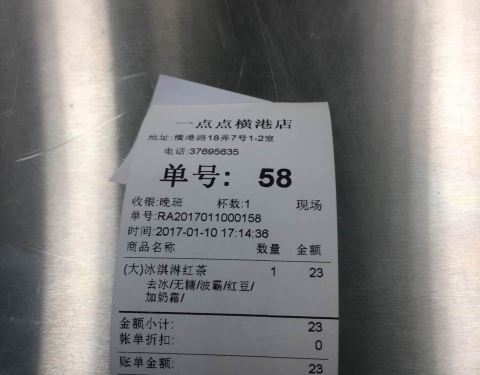 一点点横港店
地址:横港路18弄7号1-2室
电话:37695635
单号: 58
收银:晚班 杯数:1 现场
单号:RA2017011000158
时间:2017-01-10 17:14:36
商品名称 数量 金额
(大)冰淇淋红茶 1 23
去冰/无糖/波霸/红豆/
加奶霜/
金额小计: 23
帐单折扣: 0
账单金额: 23